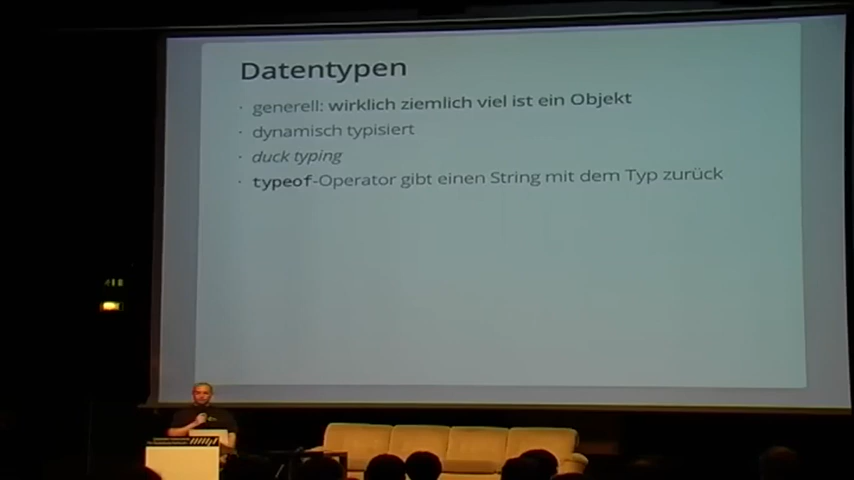 Datentypen
· generell: wirklich ziemlich viel ist ein Objekt
· dynamisch typisiert
· duck typing
· typeof-Operator gibt einen String mit dem Typ zurück